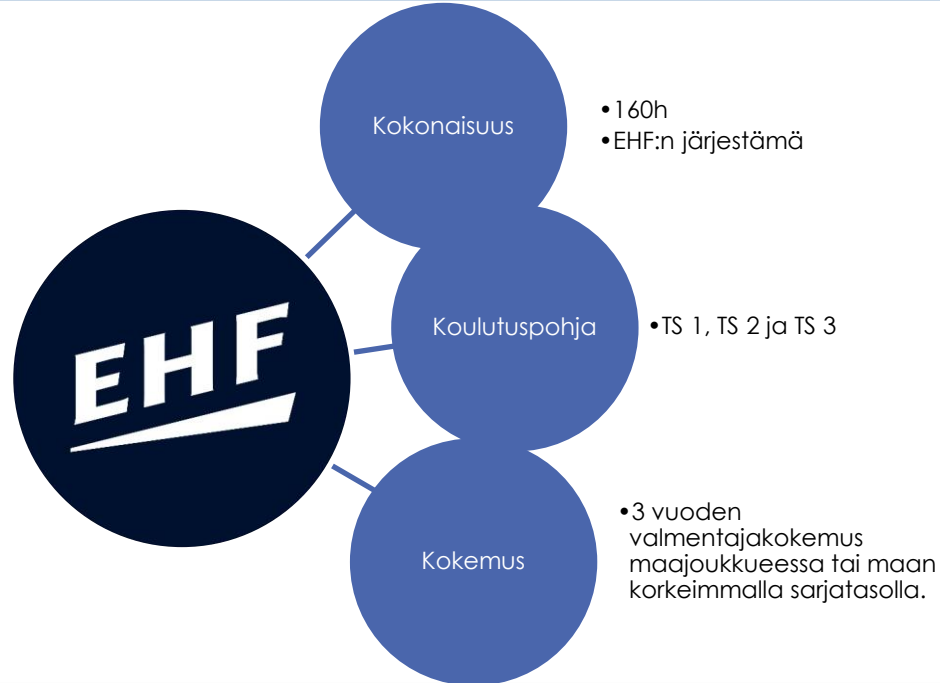 Kokonaisuus
•160h
•EHF:n järjestämä
EHF
Koulutuspohja
•TS 1, TS 2 ja TS 3
Kokemus
•3 vuoden
valmentajakokemus
maajoukkueessa tai maan
korkeimmalla sarjatasolla.